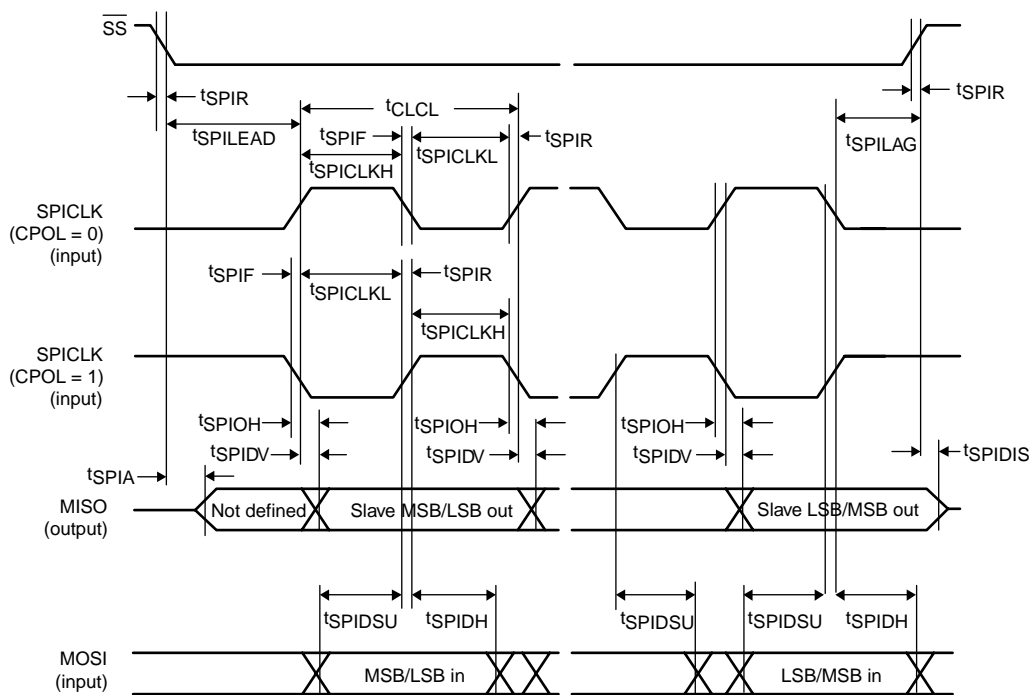 SS
tSPIR
tCLCL
tSPIR
tSPILEAD
tSPIF
tSPICLKL
tSPIR
tSPILAG
tSPICLKH
SPICLK
(CPOL = 0)
(input)
tSPIF
tSPICLKL
tSPIR
tSPICLKH
SPICLK
(CPOL = 1)
(input)
tSPIOH
tSPIOH
tSPIOH
tSPIDV
tSPIDV
tSPIDV
tSPIDIS
tSPIA
MISO
(output)
Not defined
Slave MSB/LSB out
Slave LSB/MSB out
tSPIDSU
tSPIDH
tSPIDSU
tSPIDSU
tSPIDH
MOSI
(input)
MSB/LSB in
LSB/MSB in